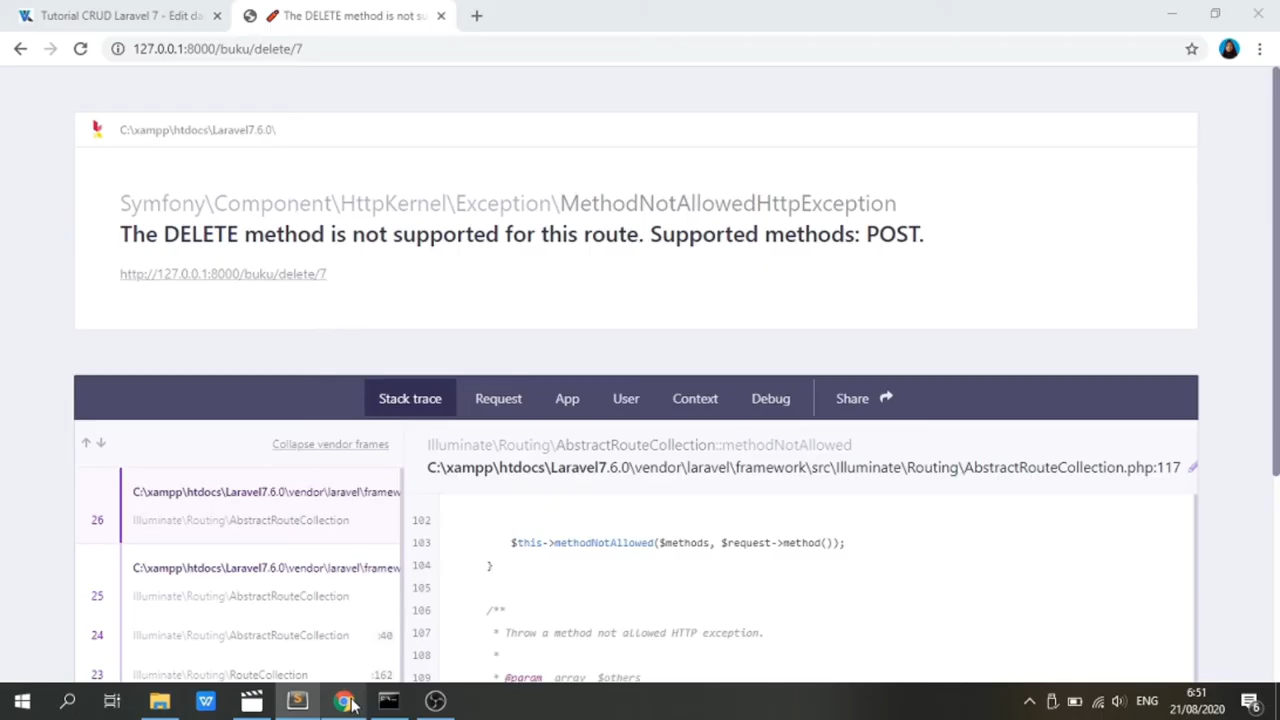 Tutorial CRUD Laravel 7 - Edit da
The DELETE method is not su
127.0.0.1:8000/buku/delete/7
C:\xampp\htdocs\Laravel7.6.0\
Symfony\Component\HttpKernel\Exception\MethodNotAllowedHttpException
The DELETE method is not supported for this route. Supported methods: POST.
http://127.0.0.1:8000/buku/delete/7
Stack trace
Request
App
User
Context
Debug
Share
Collapse vendor frames
C:\xampp\htdocs\Laravel7.6.0\vendor\laravel\framew
26
Illuminate\Routing\AbstractRouteCollection
C:\xampp\htdocs\Laravel7.6.0\vendor\laravel\framew
25
Illuminate\Routing\AbstractRouteCollection
24
Illuminate\Routing\AbstractRouteCollection
:40
23
Illuminate\Routing\RouteCollection
:162
Illuminate\Routing\AbstractRouteCollection::methodNotAllowed
C:\xampp\htdocs\Laravel7.6.0\vendor\laravel\framework\src\Illuminate\Routing\AbstractRouteCollection.php:117
102
103 $this->methodNotAllowed($methods, $request->method());
104 }
105
106 /**
107 * Throw a method not allowed HTTP exception.
108 *
109 * @param array $others
ENG
6:51
21/08/2020
6